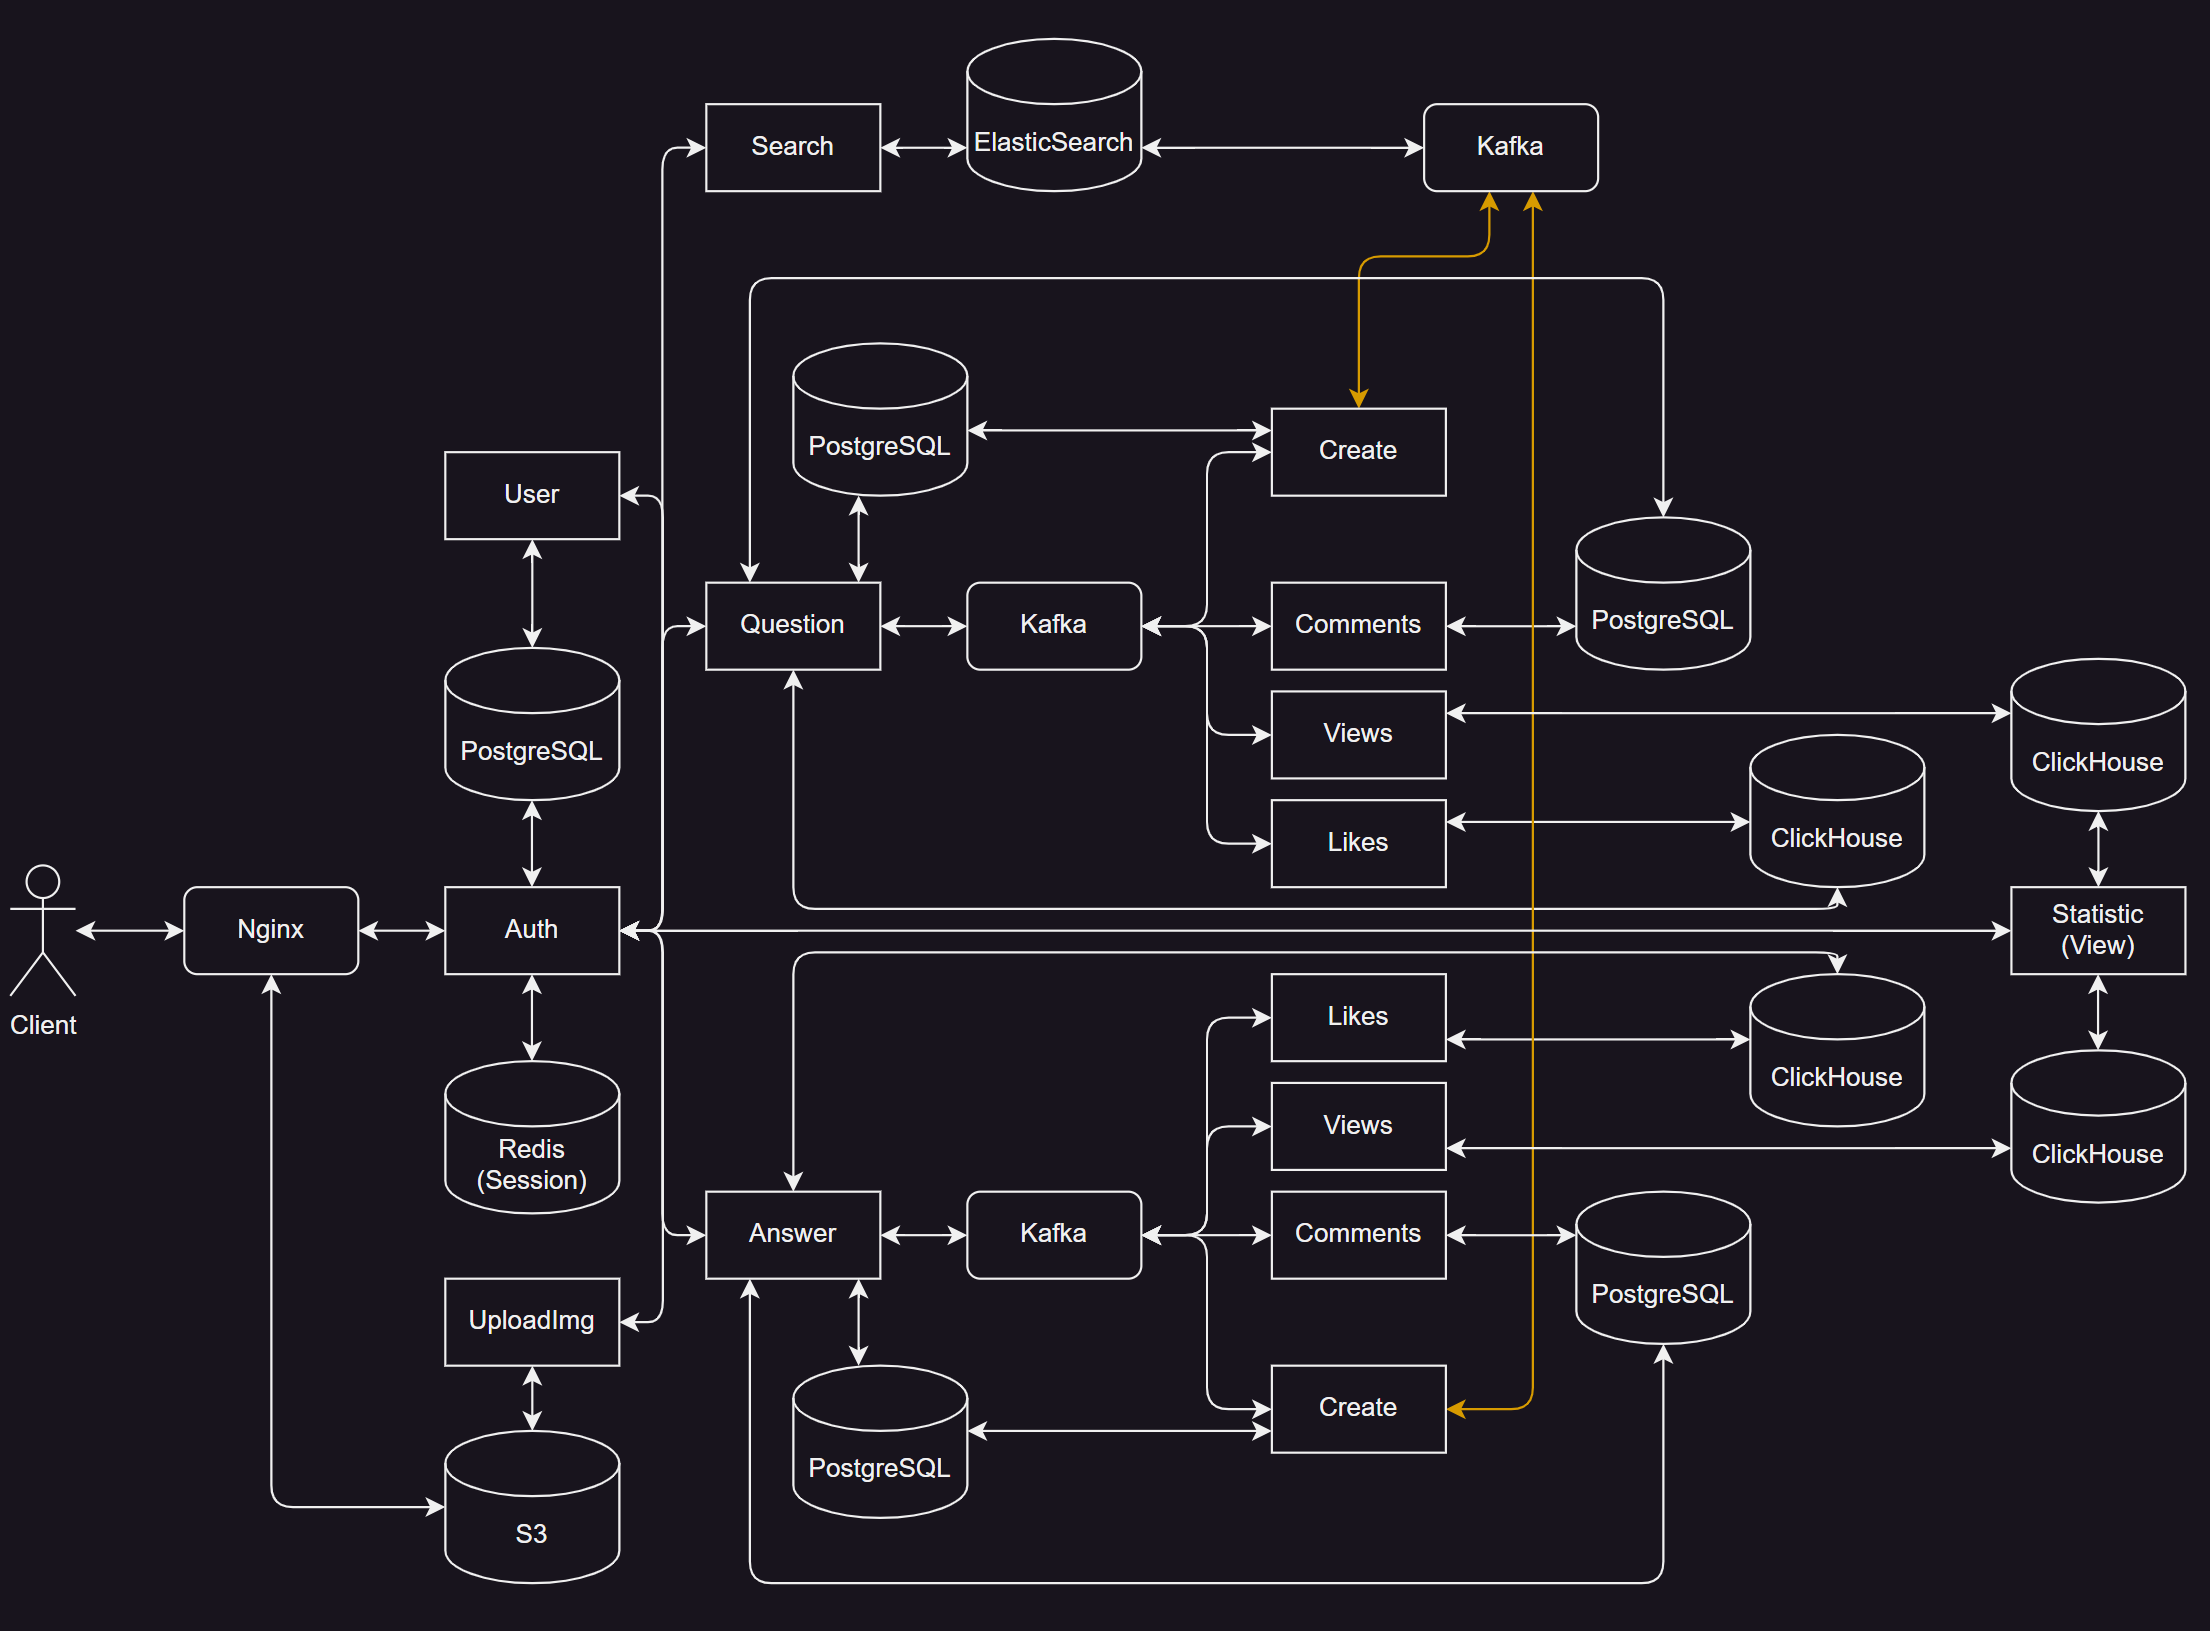 Search
ElasticSearch
Kafka
PostgreSQL
Create
User
Question
Kafka
Comments
PostgreSQL
PostgreSQL
Views
ClickHouse
Likes
ClickHouse
Client
Nginx
Auth
Statistic
(View)
Likes
ClickHouse
Views
ClickHouse
Redis
(Session)
Answer
Kafka
Comments
PostgreSQL
UploadImg
Create
PostgreSQL
S3